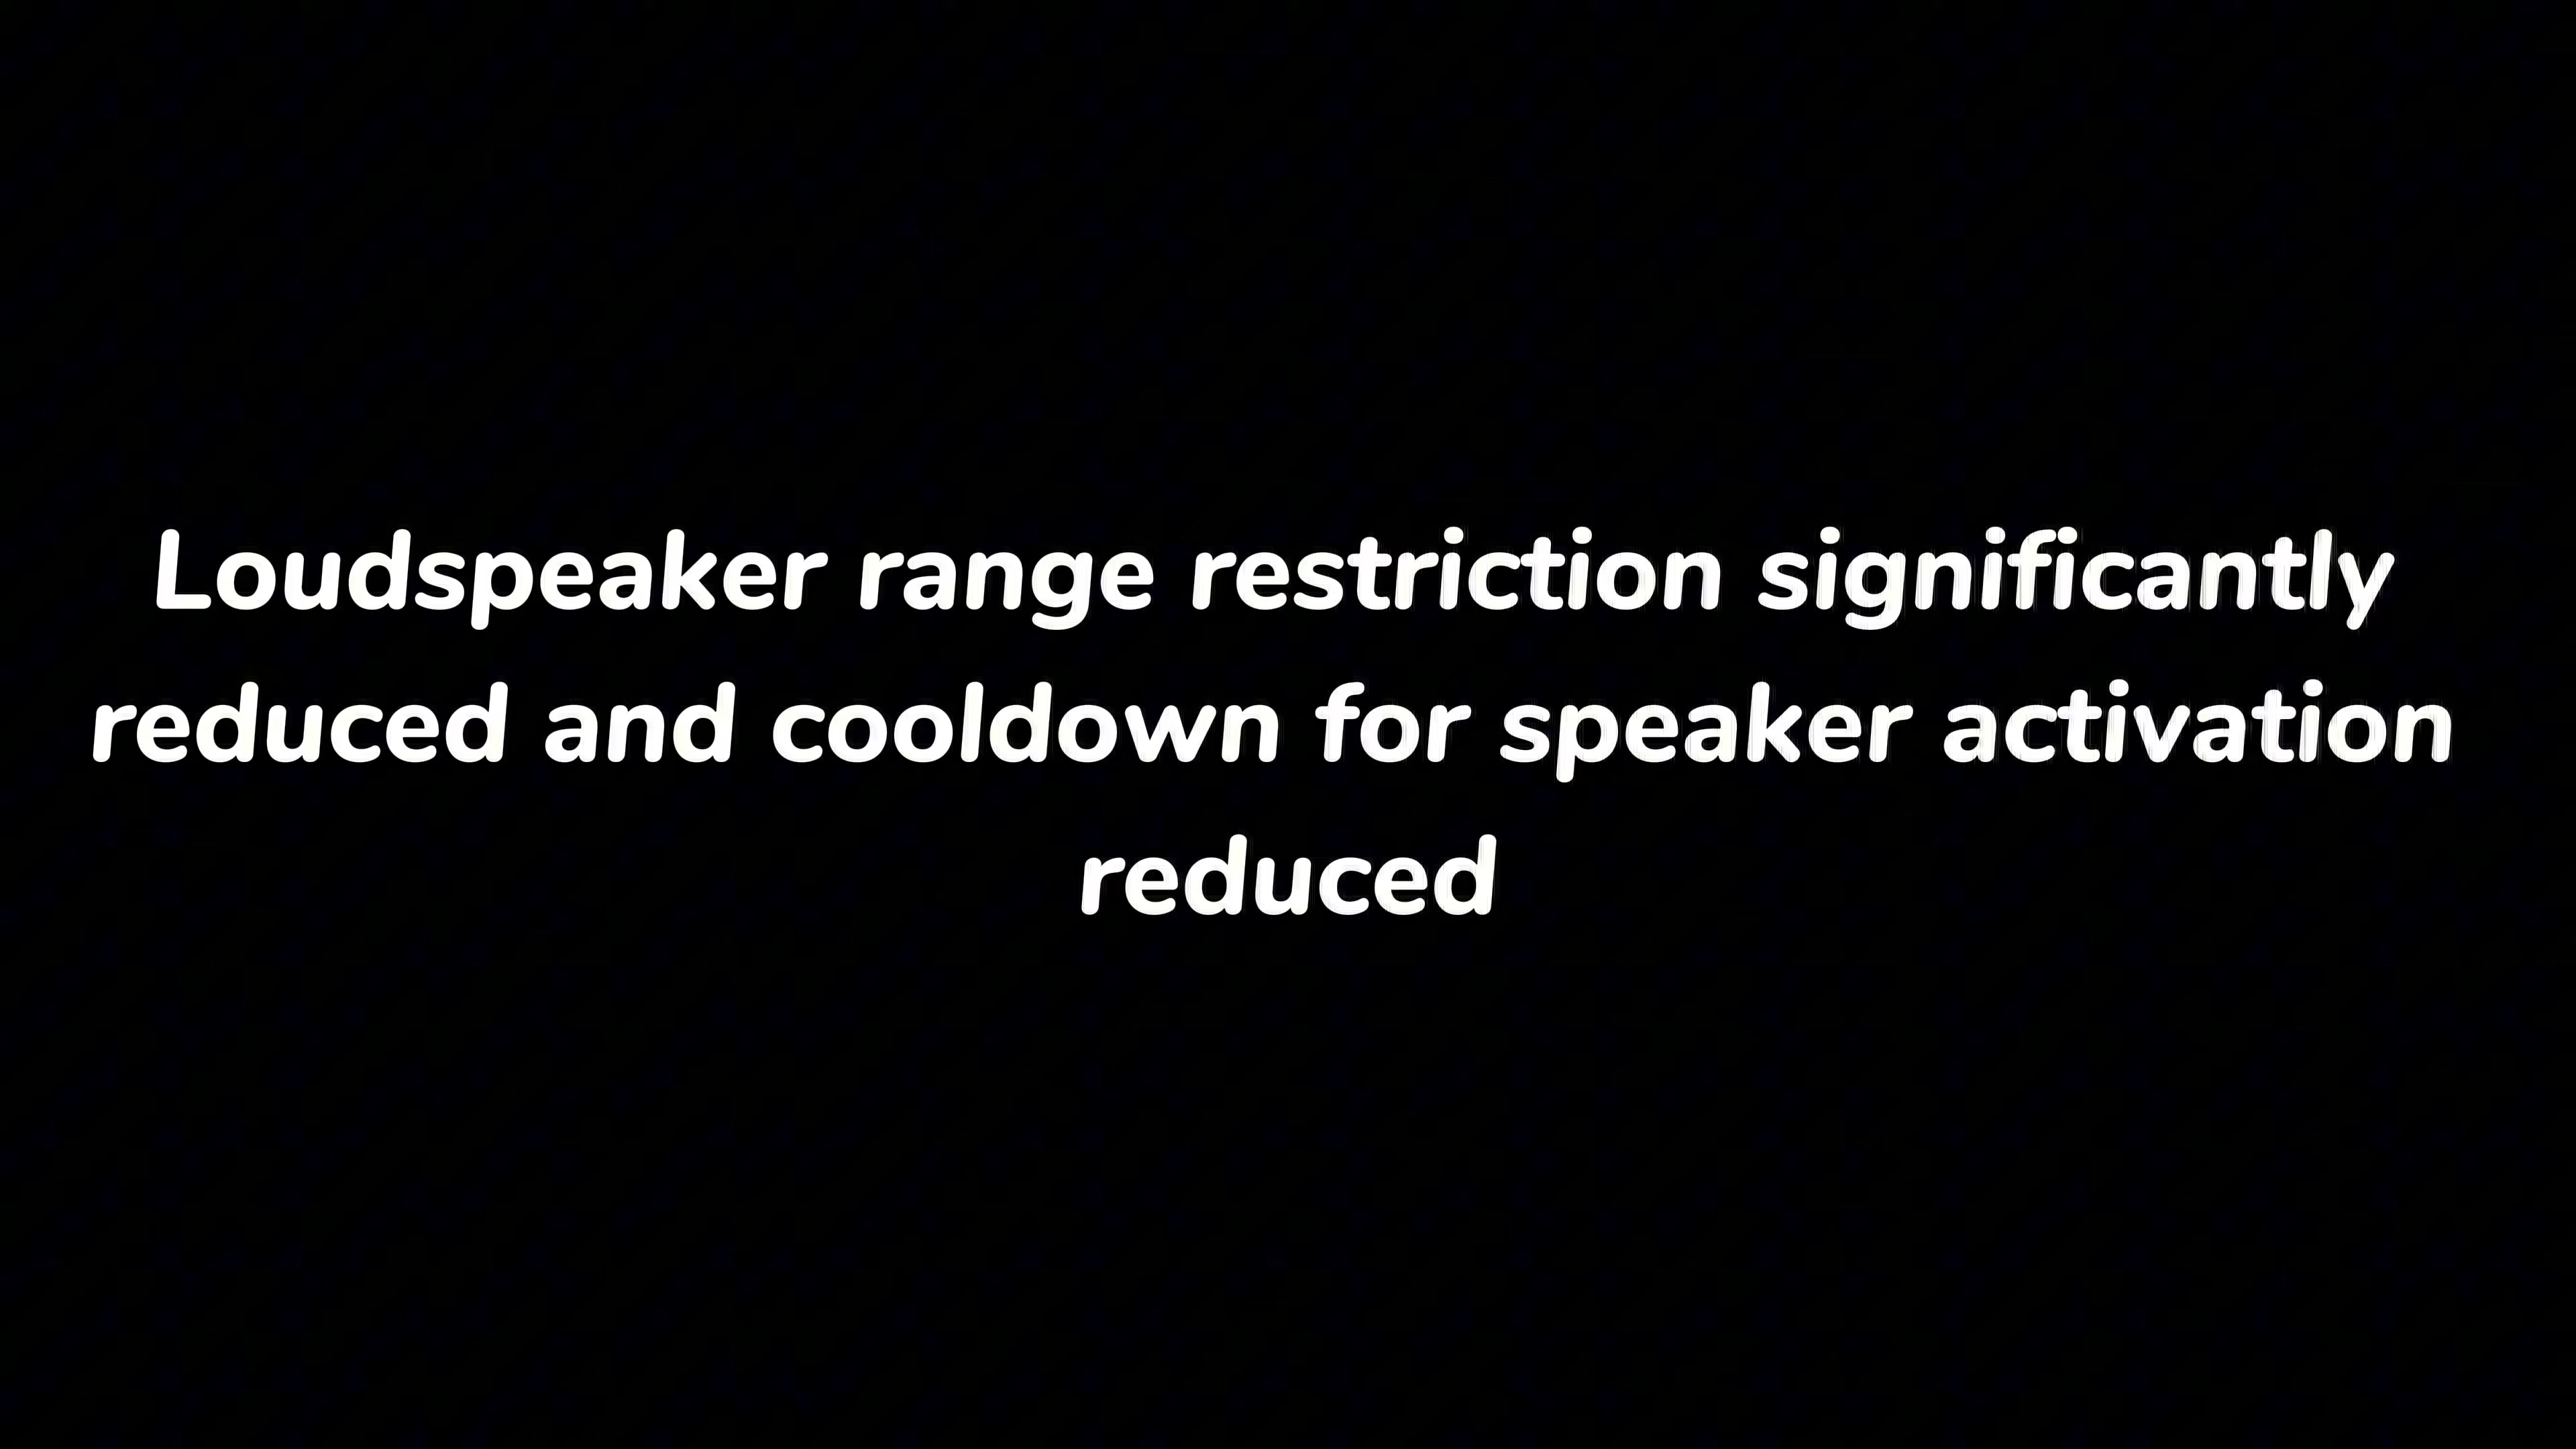 Loudspeaker range restriction significantly
reduced and cooldown for speaker activation
reduced